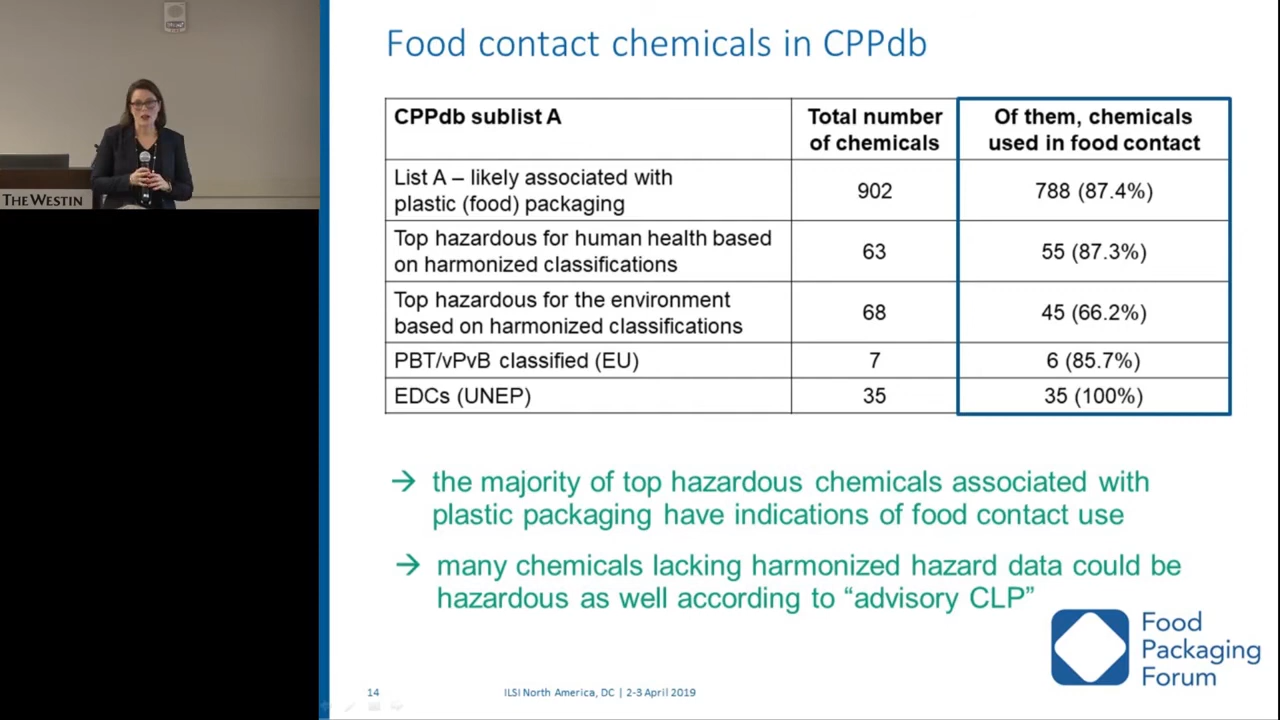 THE WESTIN
Food contact chemicals in CPPdb
CPPdb sublist A
Total number
of chemicals
Of them, chemicals
used in food contact
List A – likely associated with
plastic (food) packaging
902
788 (87.4%)
Top hazardous for human health based
on harmonized classifications
63
55 (87.3%)
Top hazardous for the environment
based on harmonized classifications
68
45 (66.2%)
PBT/vPvB classified (EU)
7
6 (85.7%)
EDCs (UNEP)
35
35 (100%)
→ the majority of top hazardous chemicals associated with
plastic packaging have indications of food contact use
→ many chemicals lacking harmonized hazard data could be
hazardous as well according to “advisory CLP”
Food
Packaging
Forum
14
ILSI North America, DC | 2-3 April 2019